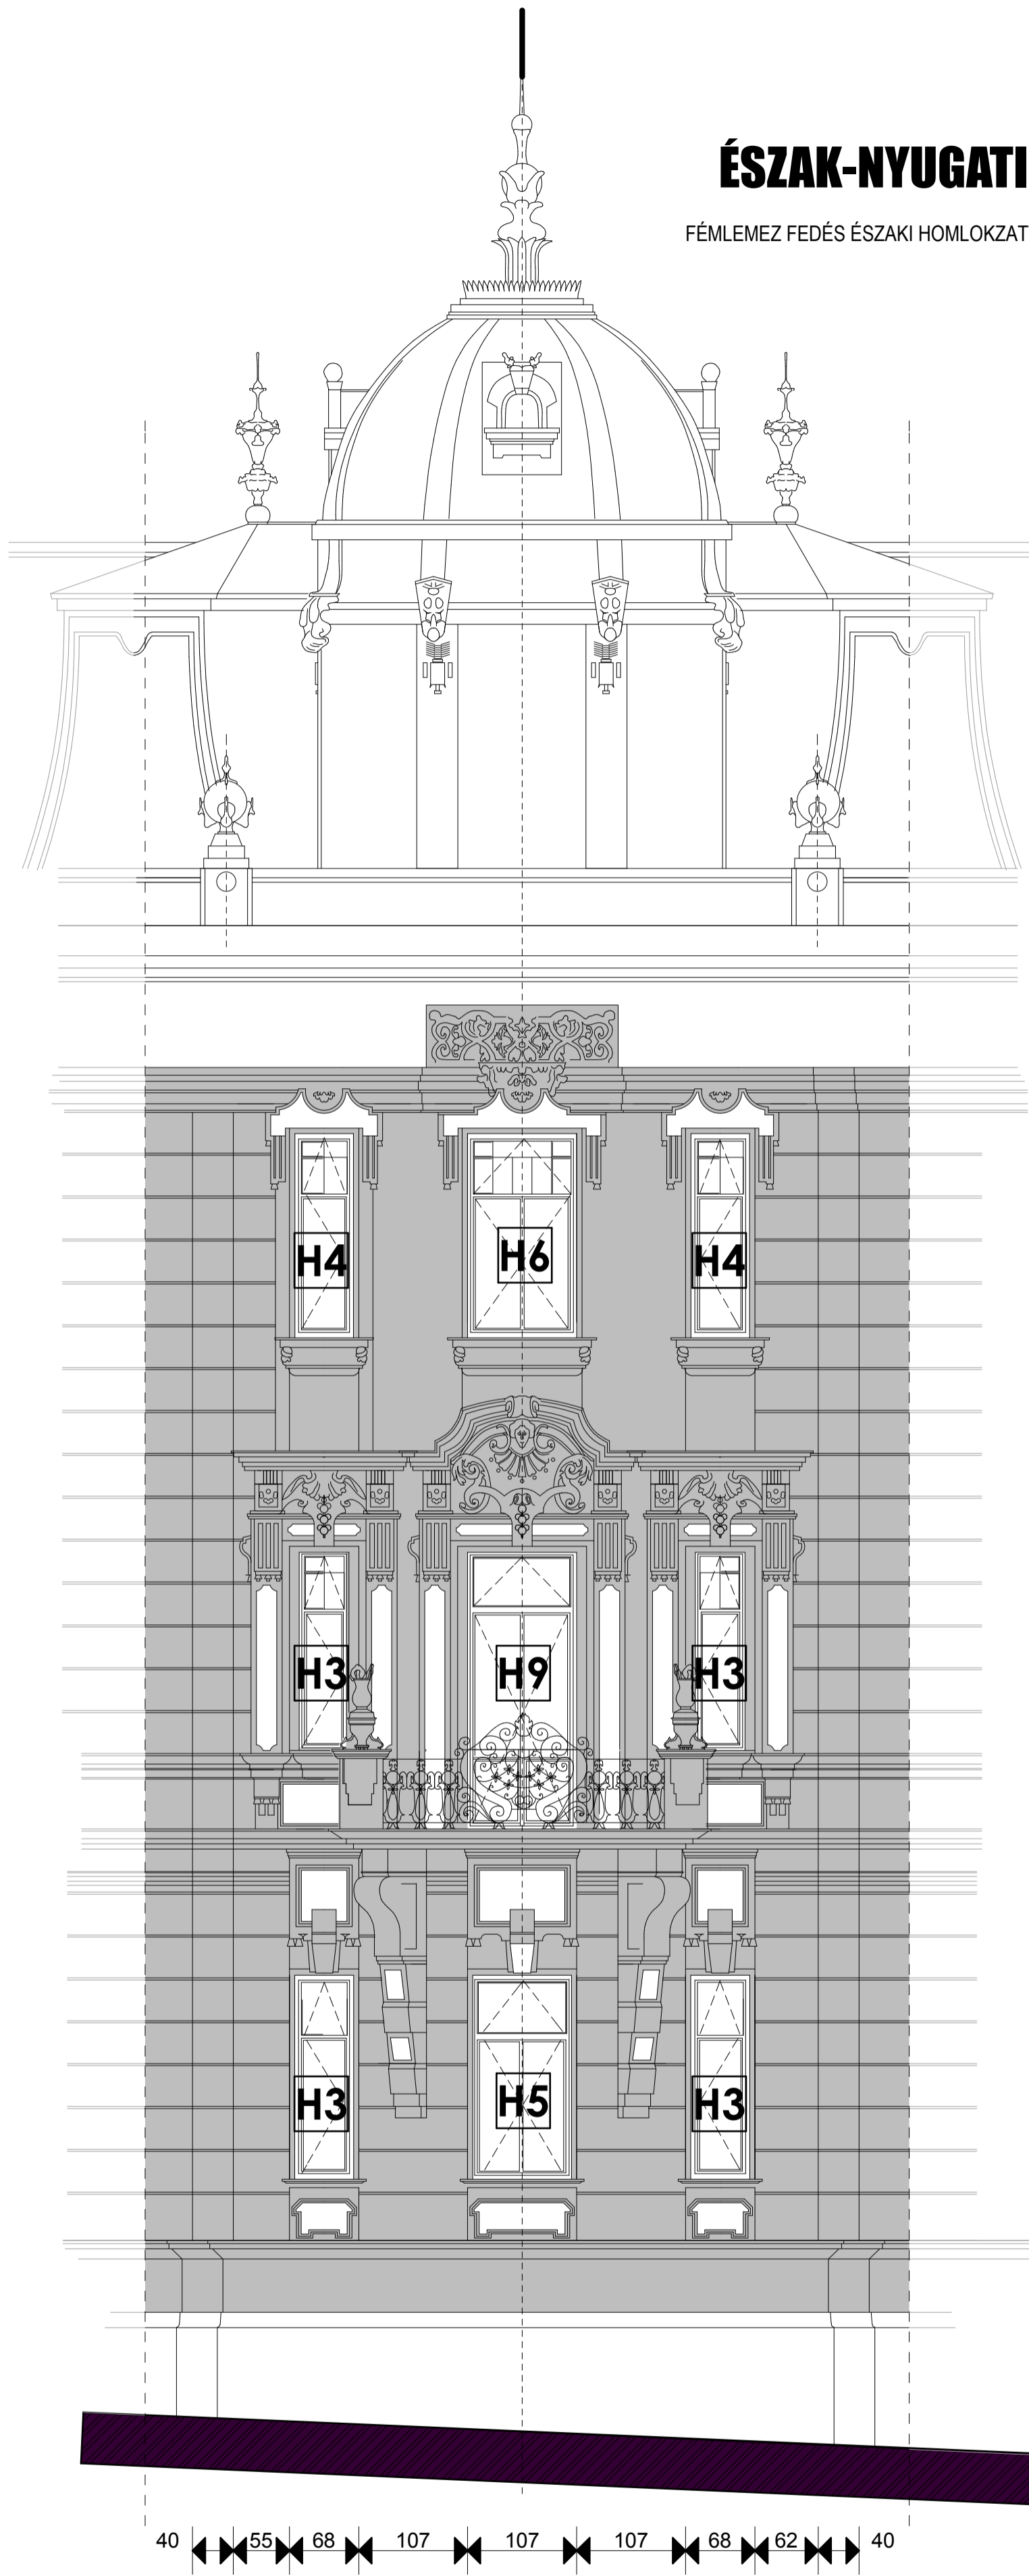 ÉSZAK-NYUGATI
FÉMLEMEZ FEDÉS ÉSZAKI HOMLOKZAT
H4 H6 H4
H3 H9 H3
H3 H5 H3
40 55 68 107 107 107 68 62 40